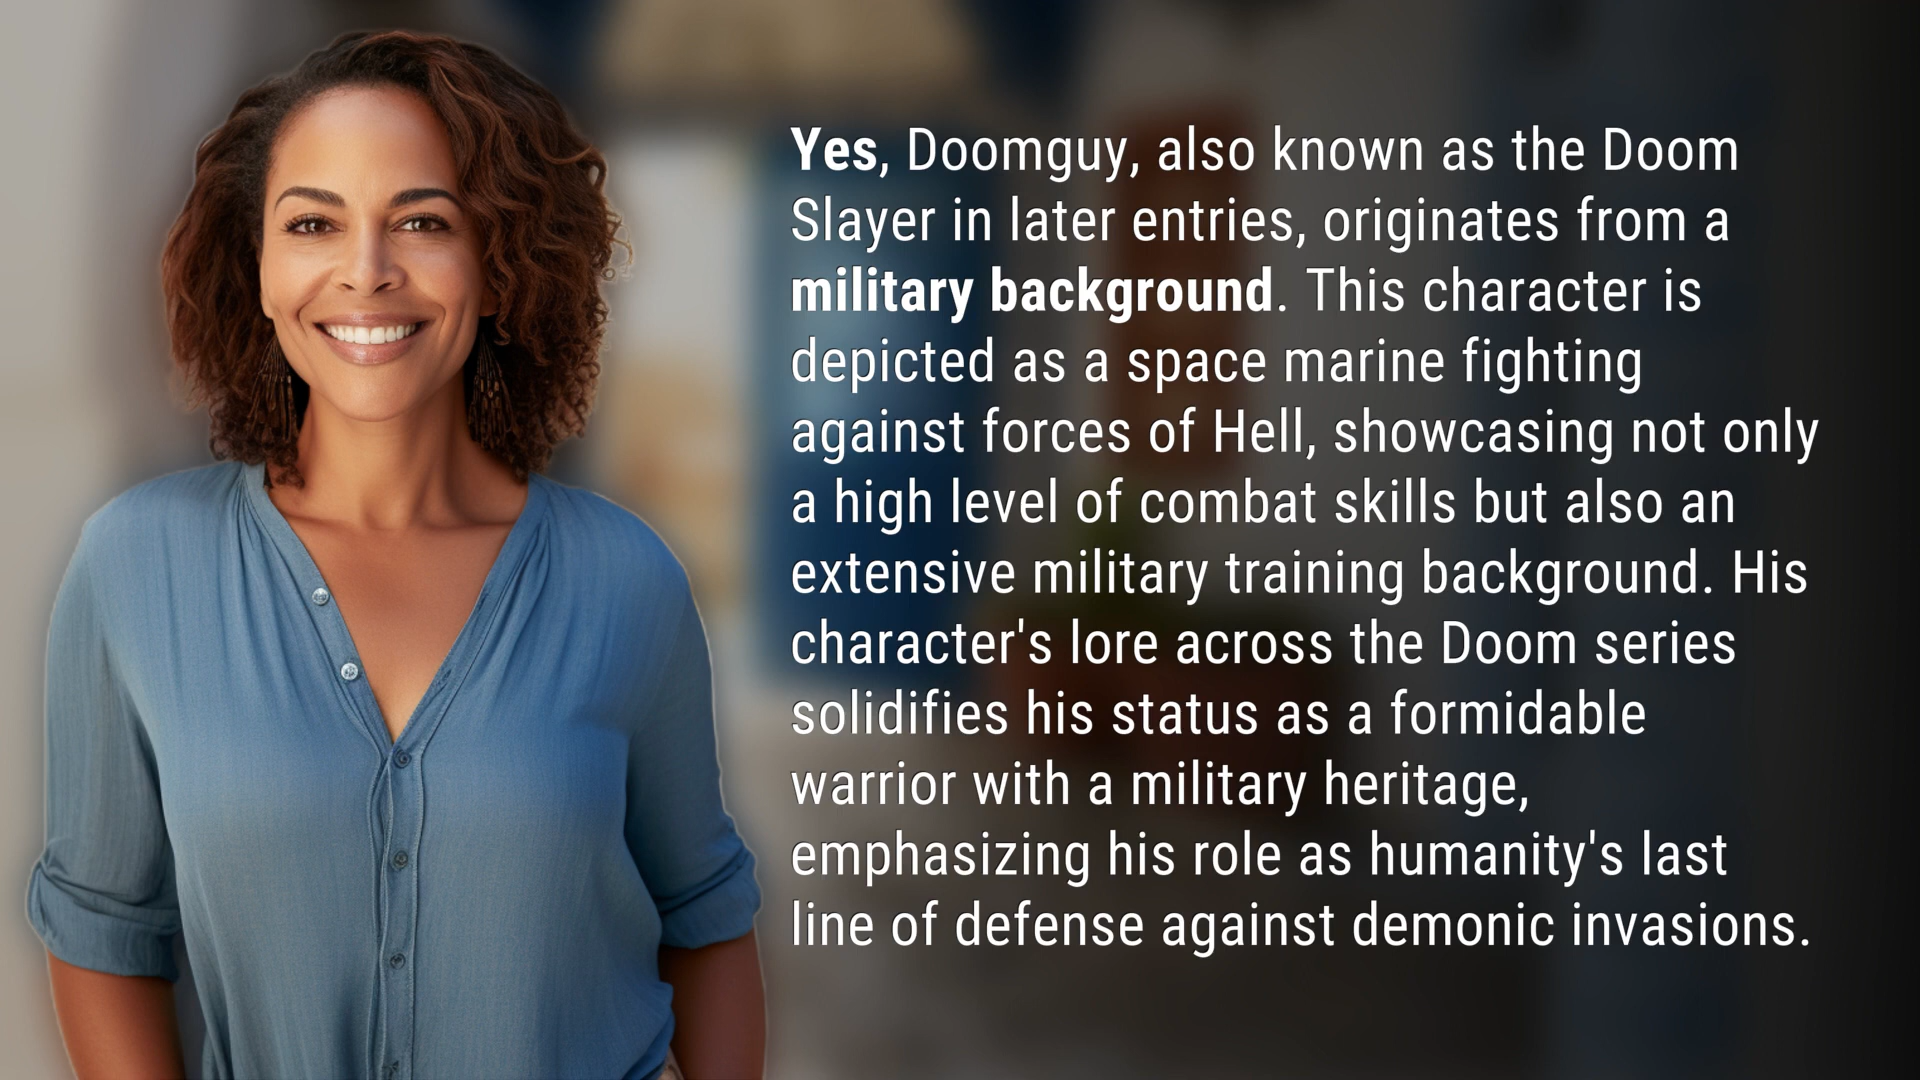 Yes, Doomguy, also known as the Doom
Slayer in later entries, originates from a
military background. This character is
depicted as a space marine fighting
against forces of Hell, showcasing not only
a high level of combat skills but also an
extensive military training background. His
character's lore across the Doom series
solidifies his status as a formidable
warrior with a military heritage,
emphasizing his role as humanity's last
line of defense against demonic invasions.